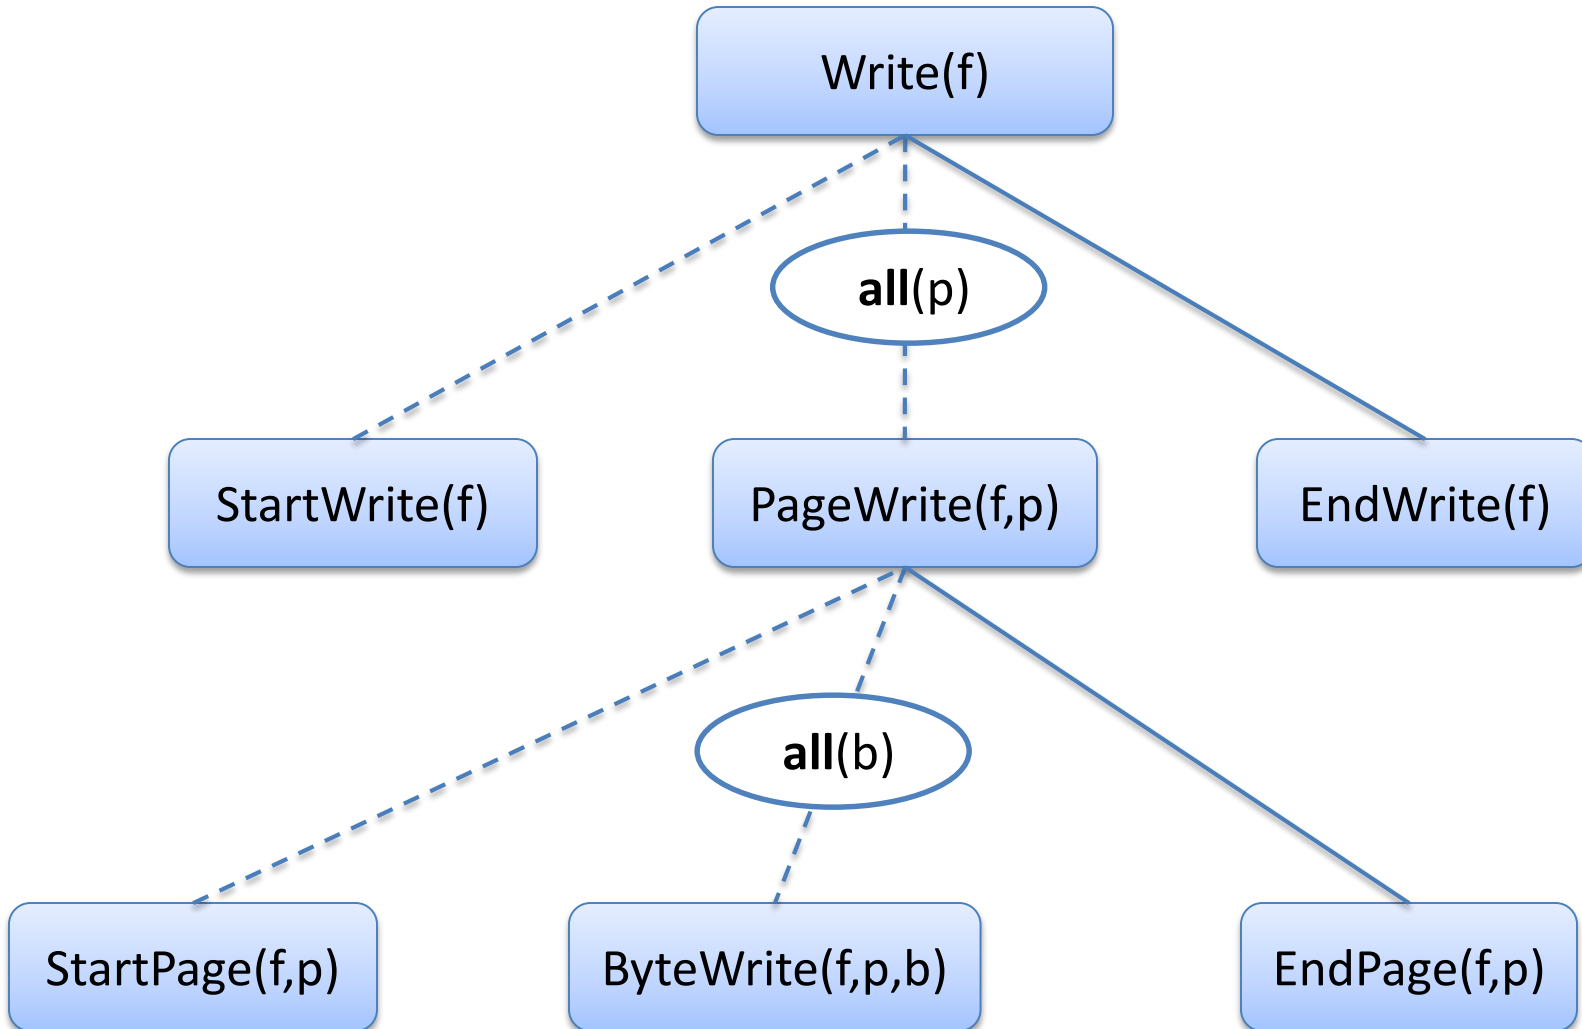 Write(f)
all(p)
StartWrite(f)
PageWrite(f,p)
EndWrite(f)
all(b)
StartPage(f,p)
ByteWrite(f,p,b)
EndPage(f,p)